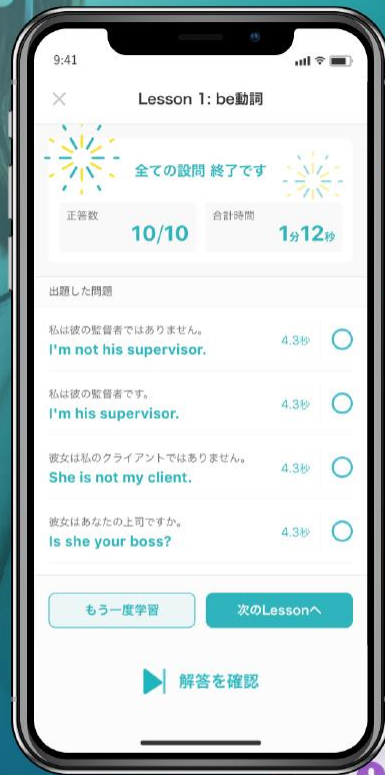 9:41
Lesson 1: be動詞
全ての設問 終了です
正答数
10/10
合計時間
1分12秒
出題した問題
私は彼の監督者ではありません。
I'm not his supervisor.
4.3秒
私は彼の監督者です。
I'm his supervisor.
4.3秒
彼女は私のクライアントではありません。
She is not my client.
4.3秒
彼女はあなたの上司ですか。
Is she your boss?
4.3秒
もう一度学習
次のLessonへ
解答を確認